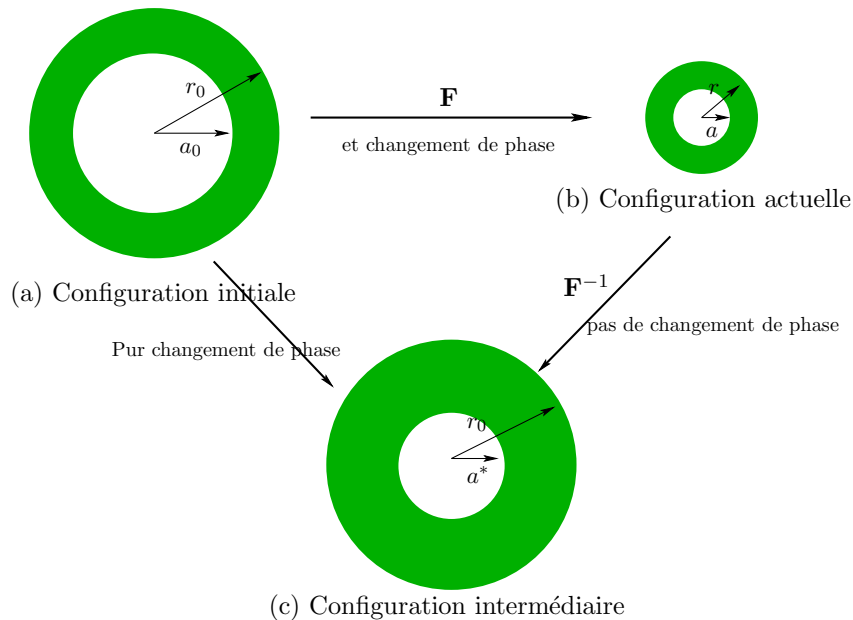 r₀
a₀
F
et changement de phase
r
a
(b) Configuration actuelle
(a) Configuration initiale
F⁻¹
pas de changement de phase
Pur changement de phase
r₀
a*
(c) Configuration intermédiaire